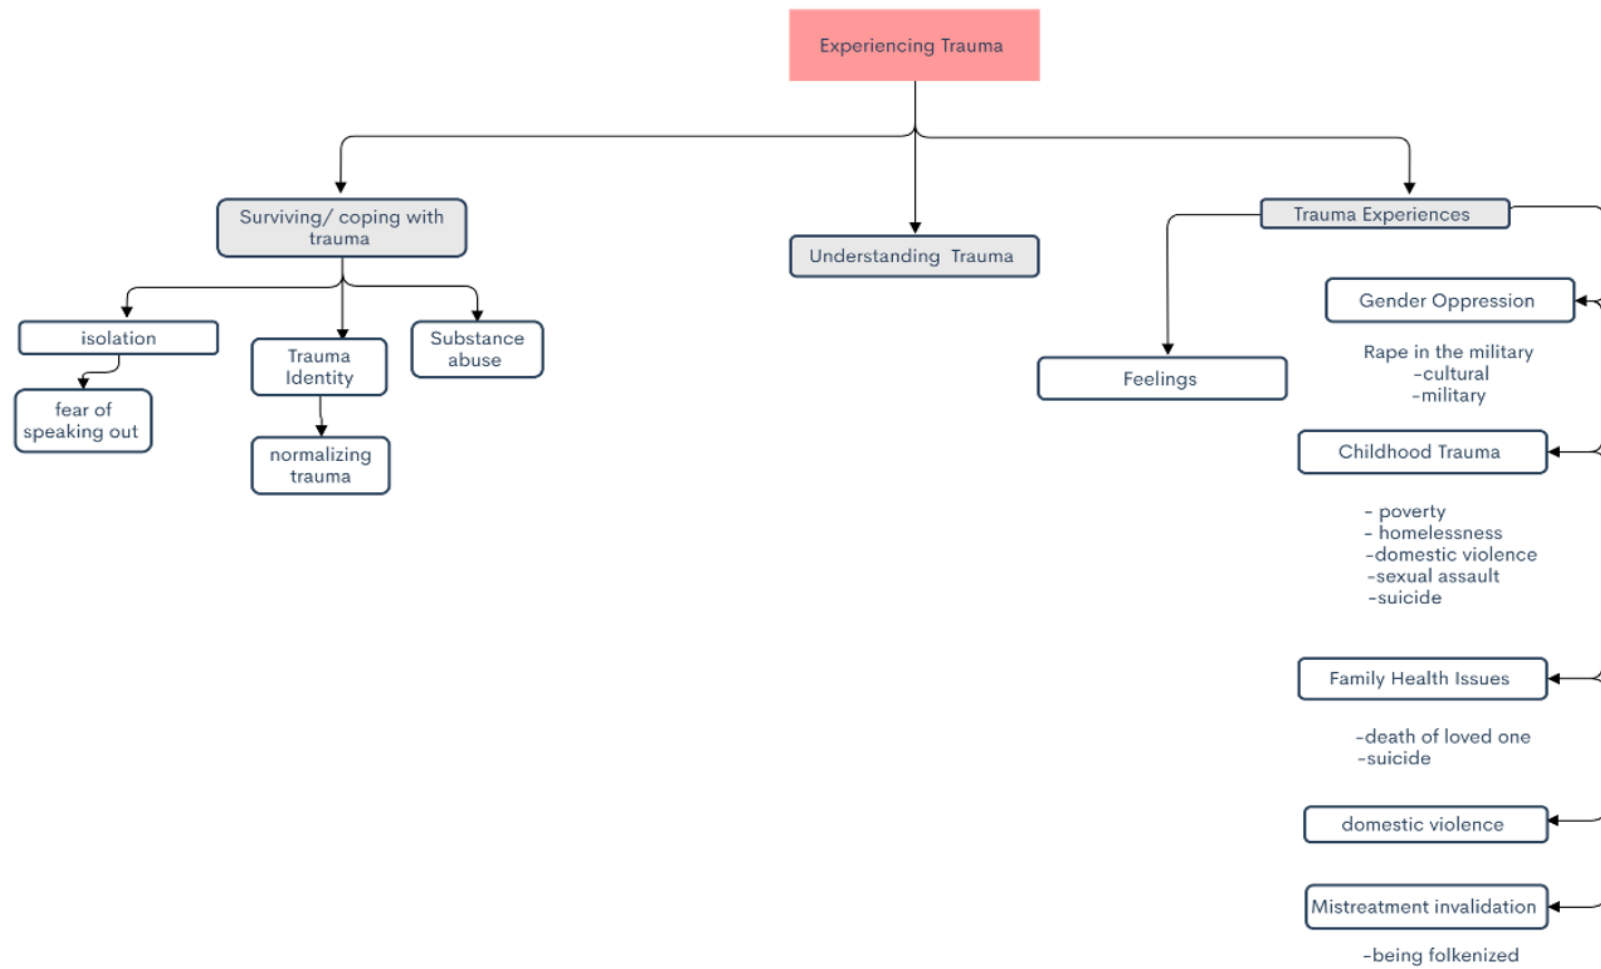 Experiencing Trauma
Surviving/ coping with
trauma
isolation
fear of
speaking out
Trauma
Identity
normalizing
trauma
Substance
abuse
Understanding Trauma
Trauma Experiences
Feelings
Gender Oppression
Rape in the military
-cultural
-military
Childhood Trauma
- poverty
- homelessness
-domestic violence
-sexual assault
-suicide
Family Health Issues
-death of loved one
-suicide
domestic violence
Mistreatment invalidation
-being folkenized